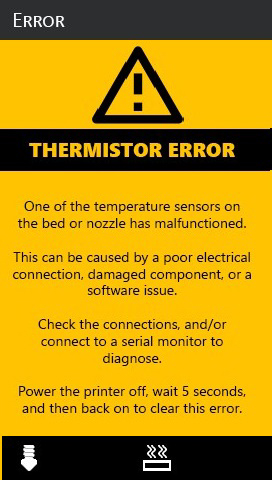 Error
THERMISTOR ERROR
One of the temperature sensors on
the bed or nozzle has malfunctioned.
This can be caused by a poor electrical
connection, damaged component, or a
software issue.
Check the connections, and/or
connect to a serial monitor to
diagnose.
Power the printer off, wait 5 seconds,
and then back on to clear this error.